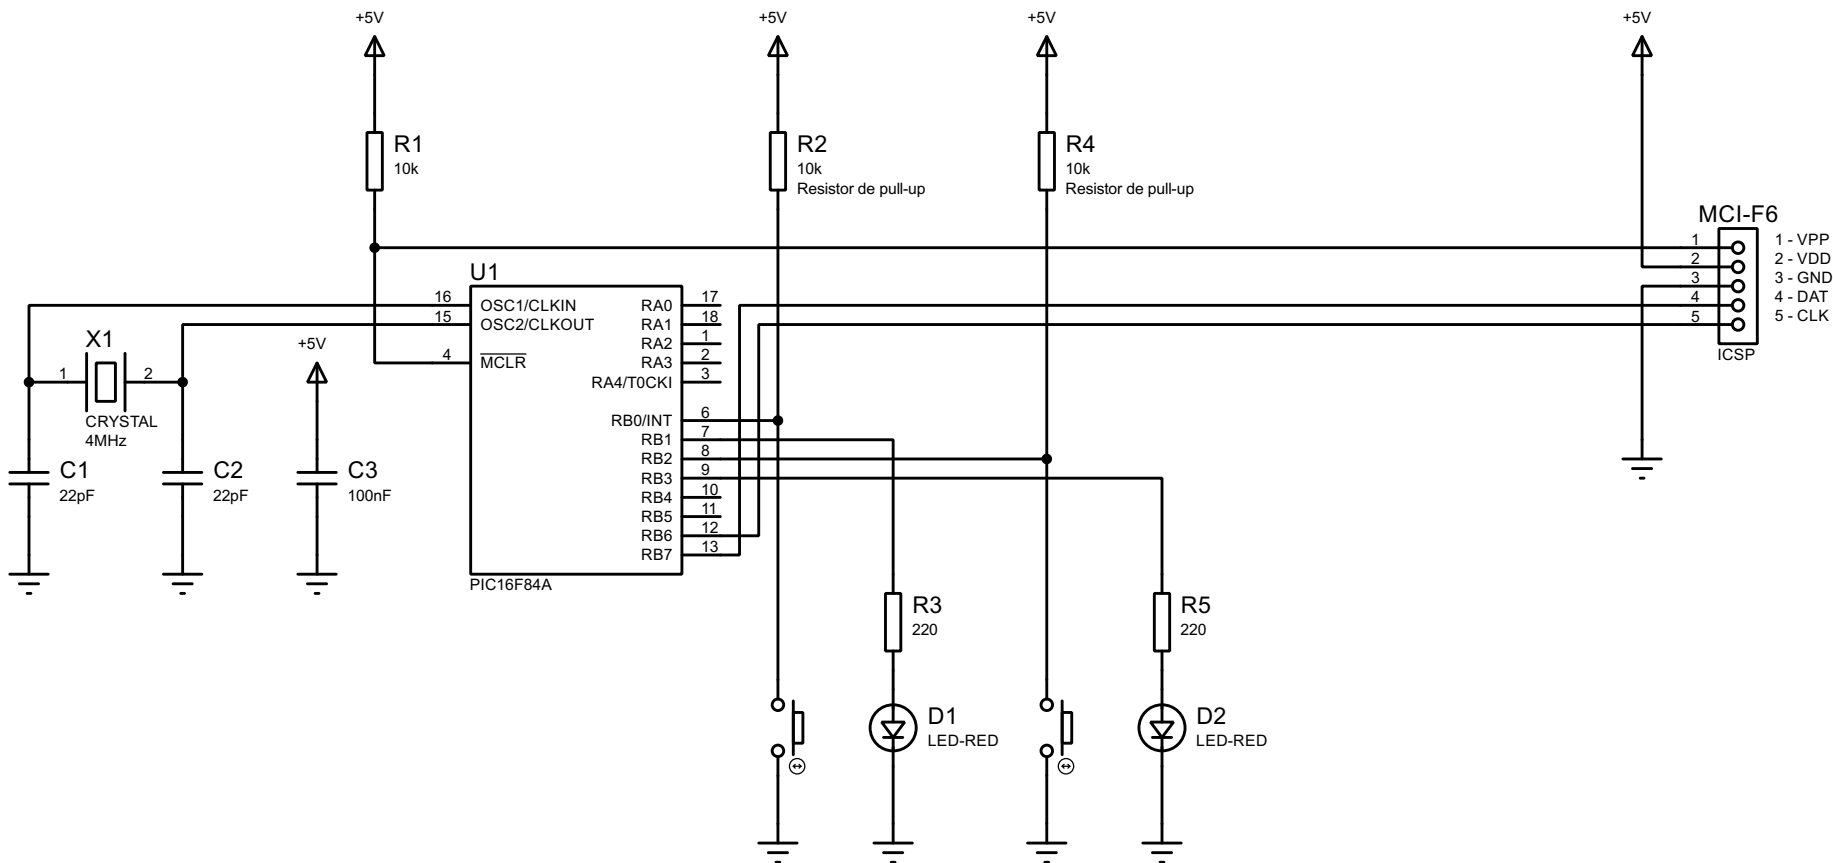 +5V
+5V
+5V
+5V
R1
10k
R2
10k
Resistor de pull-up
R4
10k
Resistor de pull-up
MCI-F6
1
2
3
4
5
1 - VPP
2 - VDD
3 - GND
4 - DAT
5 - CLK
ICSP
U1
16
15
4
OSC1/CLKIN
OSC2/CLKOUT
MCLR
RA0
RA1
RA2
RA3
RA4/T0CKI
RB0/INT
RB1
RB2
RB3
RB4
RB5
RB6
RB7
17
18
1
2
3
6
7
8
9
10
11
12
13
PIC16F84A
X1
1
2
CRYSTAL
4MHz
+5V
C1
22pF
C2
22pF
C3
100nF
R3
220
R5
220
D1
LED-RED
D2
LED-RED